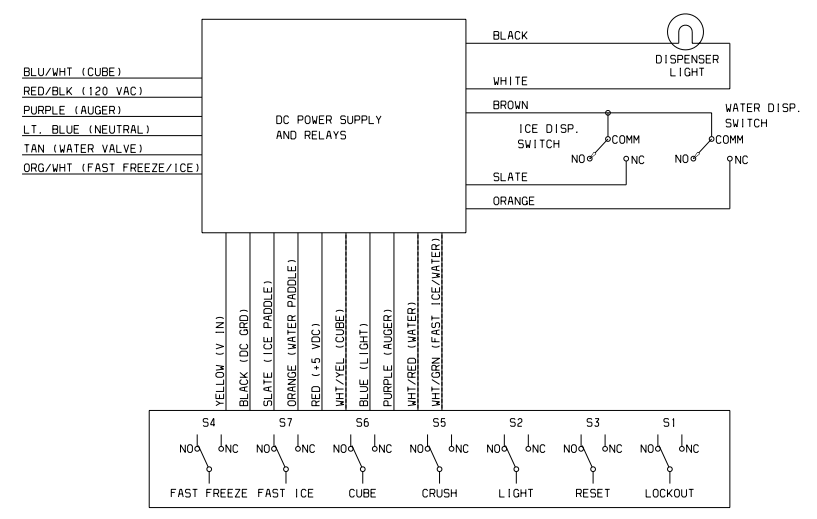 BLACK
DISPENSER
LIGHT
BLU/WHT (CUBE)
WHITE
RED/BLK (120 VAC)
BROWN
WATER DISP.
SWITCH
PURPLE (AUGER)
DC POWER SUPPLY
AND RELAYS
ICE DISP.
SWITCH
LT. BLUE (NEUTRAL)
COMM
COMM
TAN (WATER VALVE)
NO
NC
NO
NC
ORG/WHT (FAST FREEZE/ICE)
SLATE
ORANGE
YELLOW (V IN)
BLACK (DC GRD)
SLATE (ICE PADDLE)
ORANGE (WATER PADDLE)
RED (+5 VDC)
WHT/YEL (CUBE)
BLUE (LIGHT)
PURPLE (AUGER)
WHT/RED (WATER)
WHT/GRN (FAST ICE/WATER)
S4 S7 S6 S5 S2 S3 S1
NO NC NO NC NO NC NO NC NO NC NO NC NO NC
FAST FREEZE FAST ICE CUBE CRUSH LIGHT RESET LOCKOUT